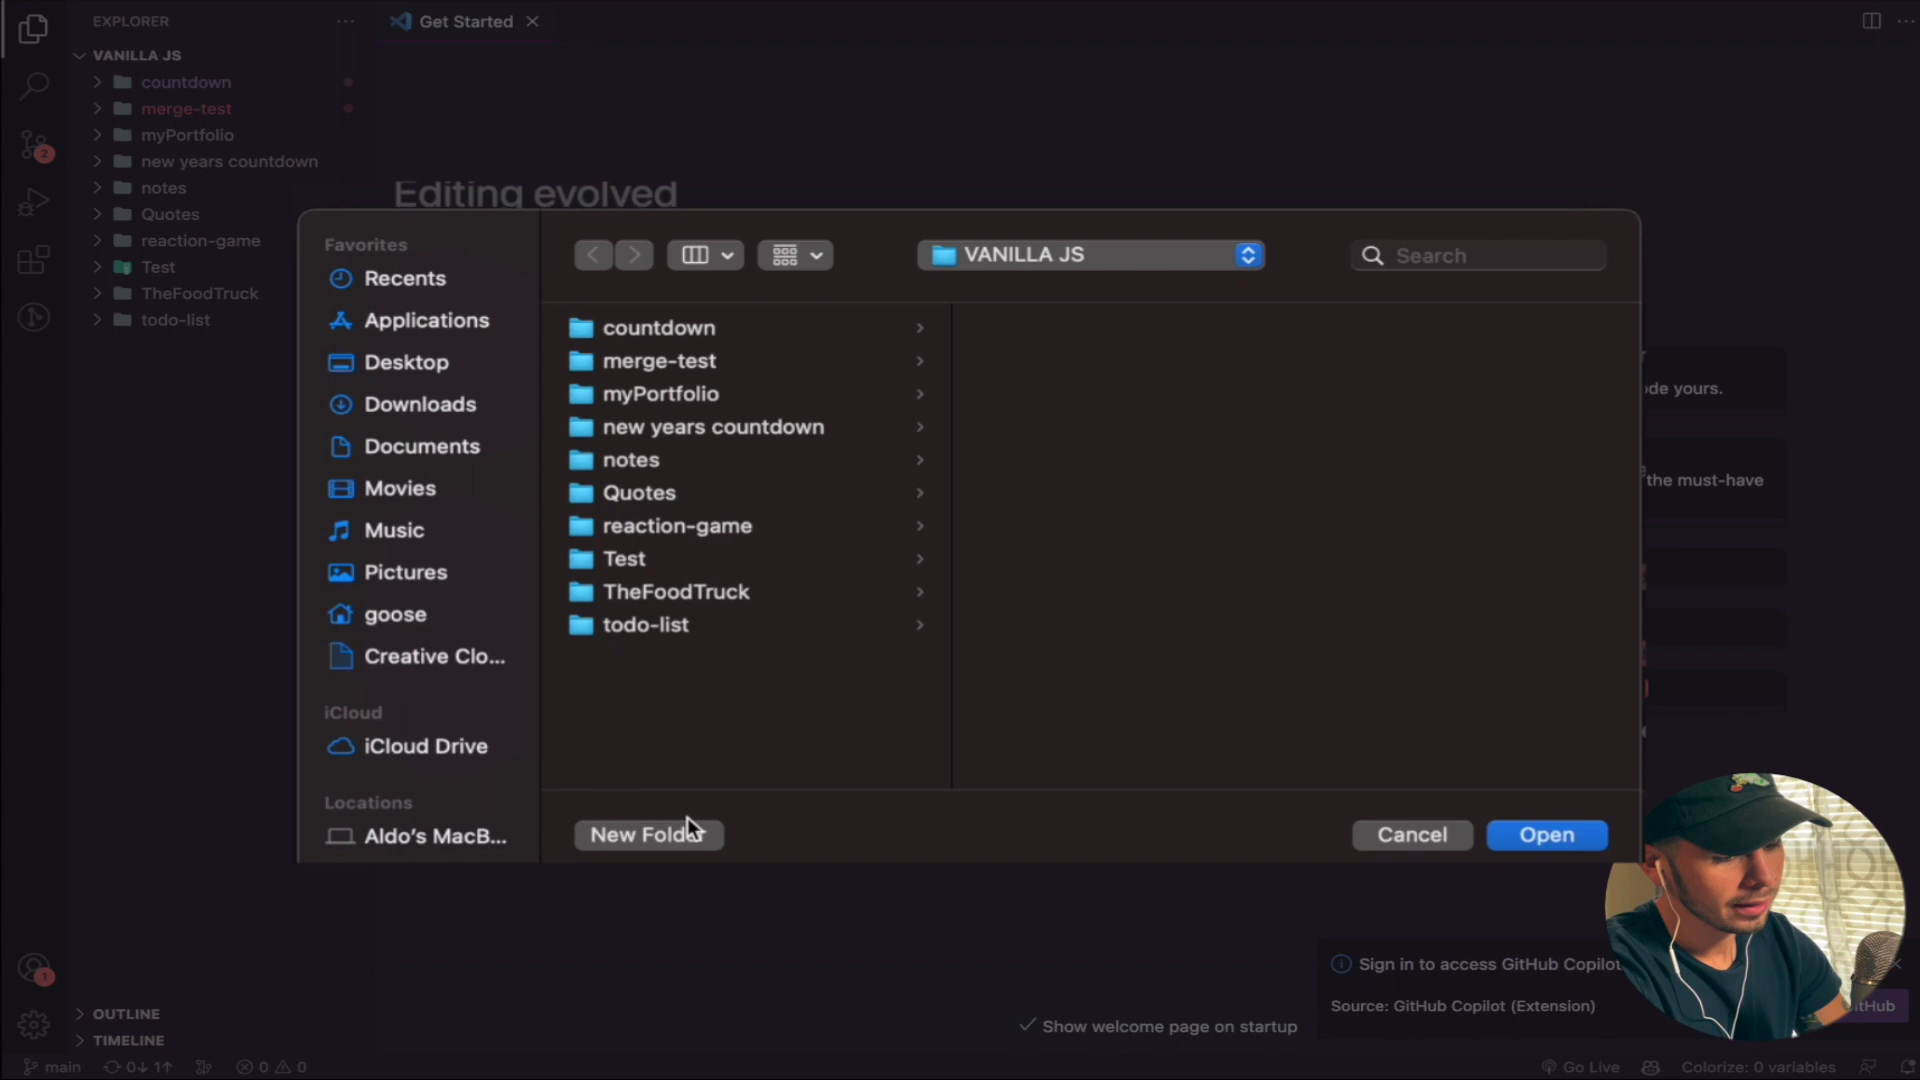 EXPLORER
Get Started
VANILLA JS
countdown
merge-test
myPortfolio
new years countdown
notes
Quotes
reaction-game
Test
TheFoodTruck
todo-list
2
Editing evolved
Favorites
Recents
Applications
Desktop
Downloads
Documents
Movies
Music
Pictures
goose
Creative Clo...
iCloud
iCloud Drive
Locations
Aldo's MacB...
VANILLA JS
Search
countdown
merge-test
myPortfolio
new years countdown
notes
Quotes
reaction-game
Test
TheFoodTruck
todo-list
New Folder
Cancel
Open
yours.
the must-have
Sign in to access GitHub Copilot
Source: GitHub Copilot (Extension)
Show welcome page on startup
1
OUTLINE
TIMELINE
main
0↓ 1↑
0
0
Go Live
Colorize: 0 variables